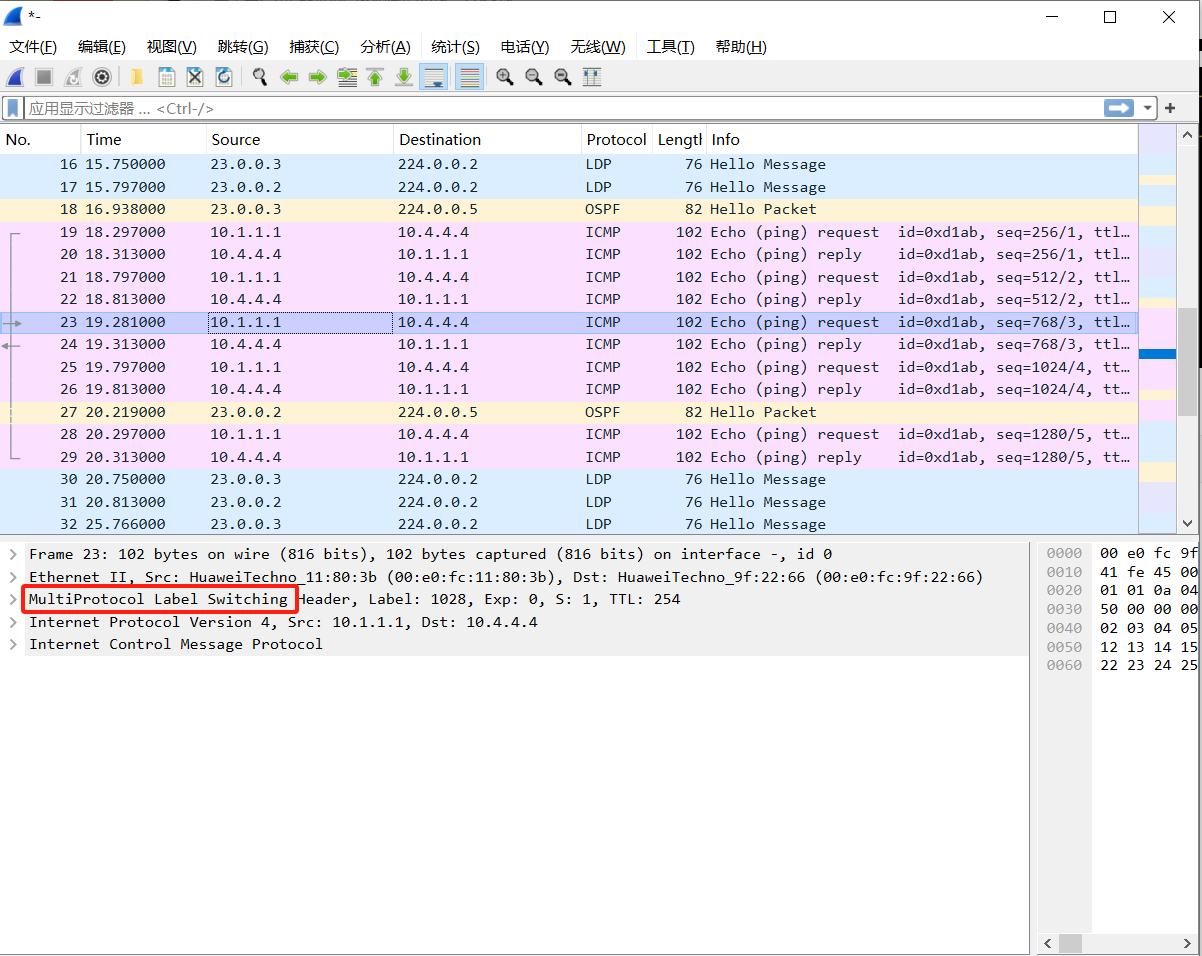 *-
文件(F) 编辑(E) 视图(V) 跳转(G) 捕获(C) 分析(A) 统计(S) 电话(Y) 无线(W) 工具(T) 帮助(H)
应用显示过滤器 … <Ctrl-/>
No. Time Source Destination Protocol Length Info
16 15.750000 23.0.0.3 224.0.0.2 LDP 76 Hello Message
17 15.797000 23.0.0.2 224.0.0.2 LDP 76 Hello Message
18 16.938000 23.0.0.3 224.0.0.5 OSPF 82 Hello Packet
19 18.297000 10.1.1.1 10.4.4.4 ICMP 102 Echo (ping) request id=0xd1ab, seq=256/1, ttl…
20 18.313000 10.4.4.4 10.1.1.1 ICMP 102 Echo (ping) reply id=0xd1ab, seq=256/1, ttl…
21 18.797000 10.1.1.1 10.4.4.4 ICMP 102 Echo (ping) request id=0xd1ab, seq=512/2, ttl…
22 18.813000 10.4.4.4 10.1.1.1 ICMP 102 Echo (ping) reply id=0xd1ab, seq=512/2, ttl…
23 19.281000 10.1.1.1 10.4.4.4 ICMP 102 Echo (ping) request id=0xd1ab, seq=768/3, ttl…
24 19.313000 10.4.4.4 10.1.1.1 ICMP 102 Echo (ping) reply id=0xd1ab, seq=768/3, ttl…
25 19.797000 10.1.1.1 10.4.4.4 ICMP 102 Echo (ping) request id=0xd1ab, seq=1024/4, tt…
26 19.813000 10.4.4.4 10.1.1.1 ICMP 102 Echo (ping) reply id=0xd1ab, seq=1024/4, tt…
27 20.219000 23.0.0.2 224.0.0.5 OSPF 82 Hello Packet
28 20.297000 10.1.1.1 10.4.4.4 ICMP 102 Echo (ping) request id=0xd1ab, seq=1280/5, tt…
29 20.313000 10.4.4.4 10.1.1.1 ICMP 102 Echo (ping) reply id=0xd1ab, seq=1280/5, tt…
30 20.750000 23.0.0.3 224.0.0.2 LDP 76 Hello Message
31 20.813000 23.0.0.2 224.0.0.2 LDP 76 Hello Message
32 25.766000 23.0.0.3 224.0.0.2 LDP 76 Hello Message
Frame 23: 102 bytes on wire (816 bits), 102 bytes captured (816 bits) on interface -, id 0
Ethernet II, Src: HuaweiTechno_11:80:3b (00:e0:fc:11:80:3b), Dst: HuaweiTechno_9f:22:66 (00:e0:fc:9f:22:66)
MultiProtocol Label Switching Header, Label: 1028, Exp: 0, S: 1, TTL: 254
Internet Protocol Version 4, Src: 10.1.1.1, Dst: 10.4.4.4
Internet Control Message Protocol
0000 00 e0 fc 9f
0010 41 fe 45 00
0020 01 01 0a 04
0030 50 00 00 00
0040 02 03 04 05
0050 12 13 14 15
0060 22 23 24 25